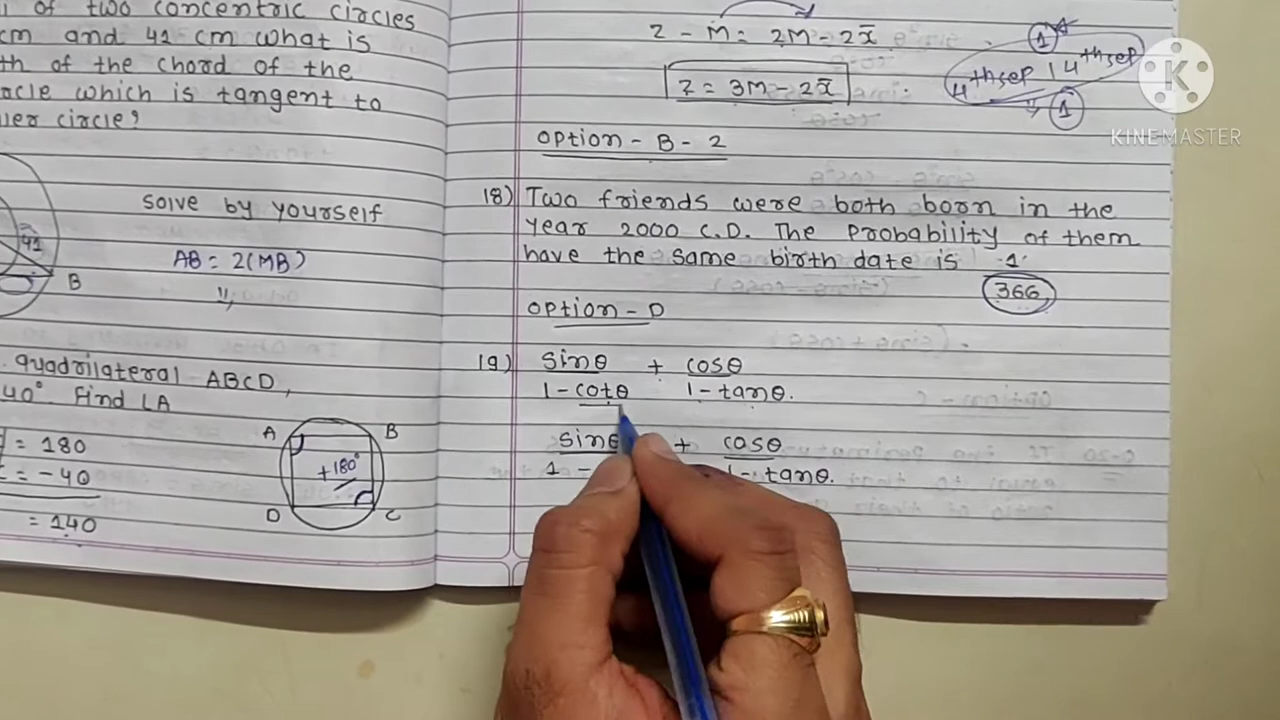 of two concentric circles
cm and 41 cm what is
th of the chord of the
which is tangent to
circle?
41
B
solve by yourself
AB = 2(MB)
quadrilateral ABCD,
40° Find ∠A
= 180
= -40
= 140
A
B
+180°
D
C
Z - M = 2M - 2x̄
Z = 3M - 2x̄
1
4th sep | 4th sep
1
KINEMASTER
option - B - 2
18) Two friends were both born in the
year 2000 C.D. The probability of them
have the same birth date is 1
366
option - D
19) sinθ + cosθ
1 - cotθ 1 - tanθ.
sinθ + cosθ
1 - 1 - tanθ.